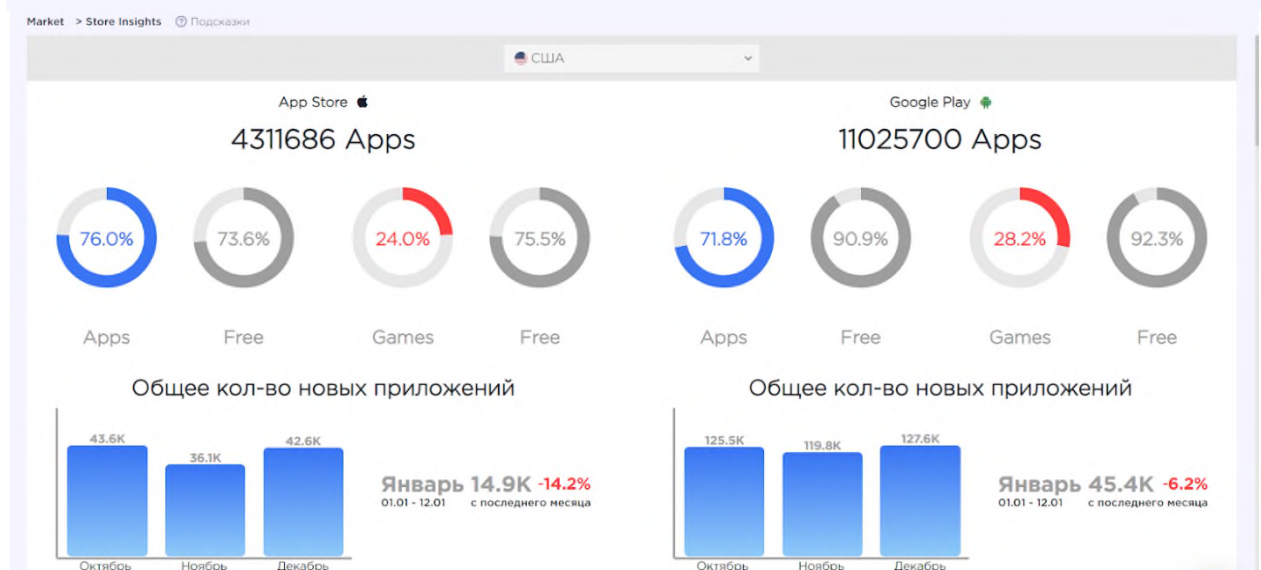 Market > Store Insights ? Подсказки
США
App Store
4311686 Apps
76.0% 73.6% 24.0% 75.5%
Apps Free Games Free
Общее кол-во новых приложений
43.6K 36.1K 42.6K
Октябрь Ноябрь Декабрь
Январь 14.9K -14.2%
01.01 - 12.01 с последнего месяца
Google Play
11025700 Apps
71.8% 90.9% 28.2% 92.3%
Apps Free Games Free
Общее кол-во новых приложений
125.5K 119.8K 127.6K
Октябрь Ноябрь Декабрь
Январь 45.4K -6.2%
01.01 - 12.01 с последнего месяца